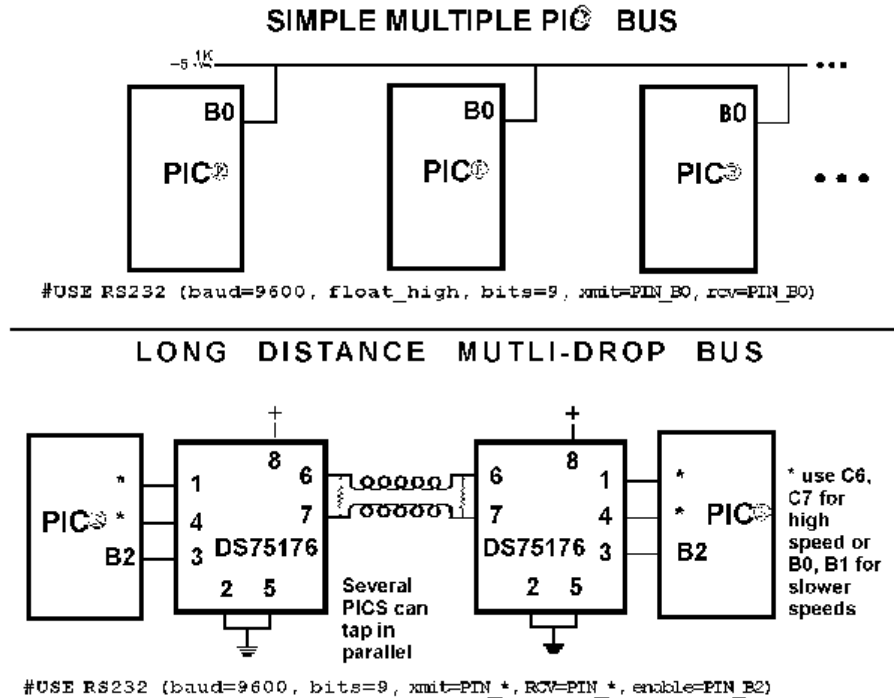 SIMPLE MULTIPLE PIC® BUS
+5 1K
...
B0
PIC®
B0
PIC®
B0
PIC®
...
#USE RS232 (baud=9600, float_high, bits=9, xmit=PIN_B0, rcv=PIN_B0)
LONG DISTANCE MUTLI-DROP BUS
PIC®
*
*
B2
+
8
1
4
3
6
7
DS75176
2 5
Several
PICS can
tap in
parallel
+
8
6
7
1
4
3
DS75176
2 5
*
*
B2
PIC®
* use C6,
C7 for
high
speed or
B0, B1 for
slower
speeds
#USE RS232 (baud=9600, bits=9, xmit=PIN_*, RCV=PIN_*, enable=PIN_B2)